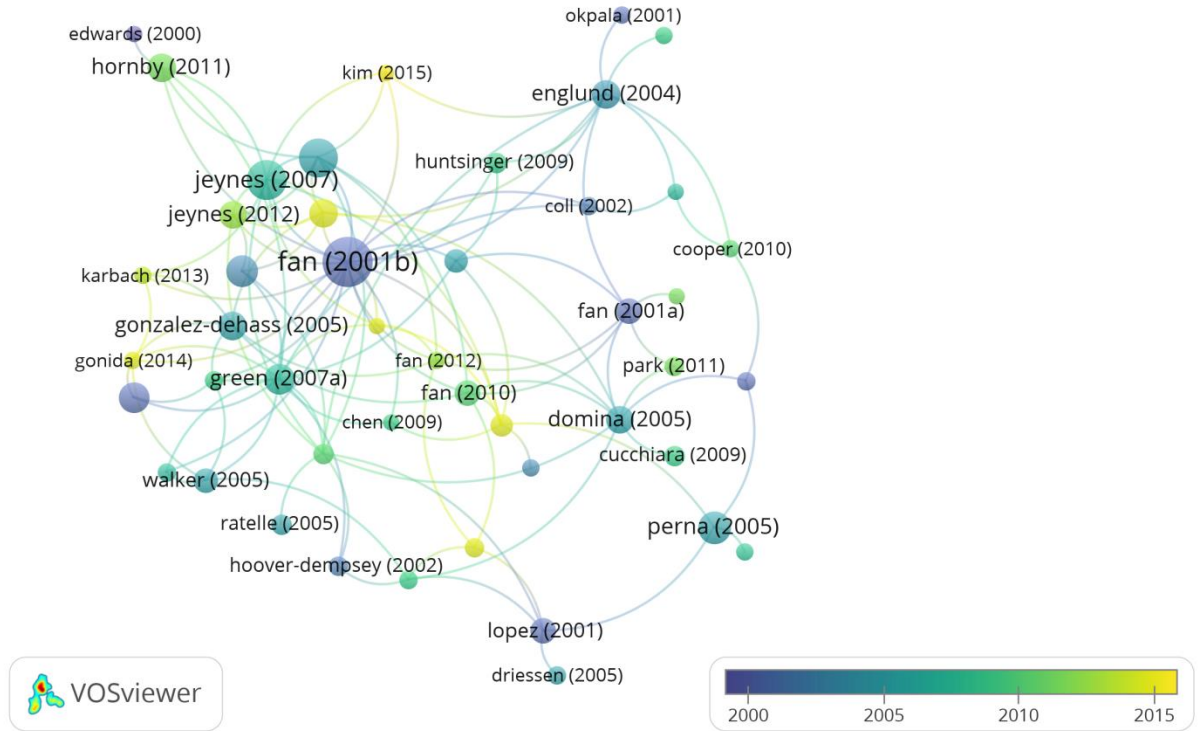 okpala (2001)
edwards (2000)
hornby (2011)
kim (2015)
englund (2004)
huntsinger (2009)
jeynes (2007)
coll (2002)
jeynes (2012)
cooper (2010)
fan (2001b)
karbach (2013)
fan (2001a)
gonzalez-dehass (2005)
gonida (2014)
fan (2012)
park (2011)
green (2007a)
fan (2010)
chen (2009)
domina (2005)
cucchiara (2009)
walker (2005)
ratelle (2005)
perna (2005)
hoover-dempsey (2002)
lopez (2001)
driessen (2005)
VOSviewer
2000 2005 2010 2015